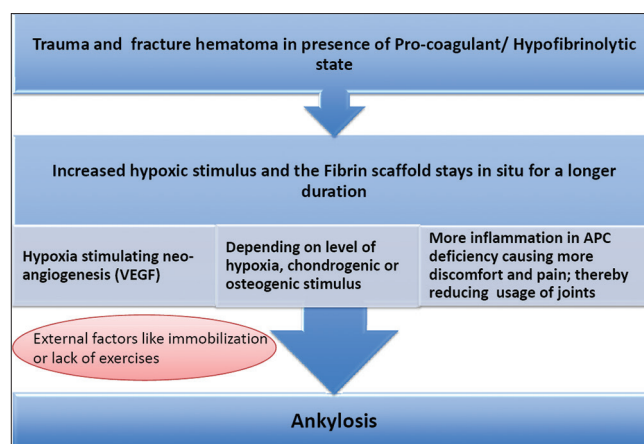 Trauma and fracture hematoma in presence of Pro-coagulant/ Hypofibrinolytic
state
Increased hypoxic stimulus and the Fibrin scaffold stays in situ for a longer
duration
Hypoxia stimulating neo-
angiogenesis (VEGF)
Depending on level of
hypoxia, chondrogenic or
osteogenic stimulus
More inflammation in APC
deficiency causing more
discomfort and pain; thereby
reducing usage of joints
External factors like immobilization
or lack of exercises
Ankylosis